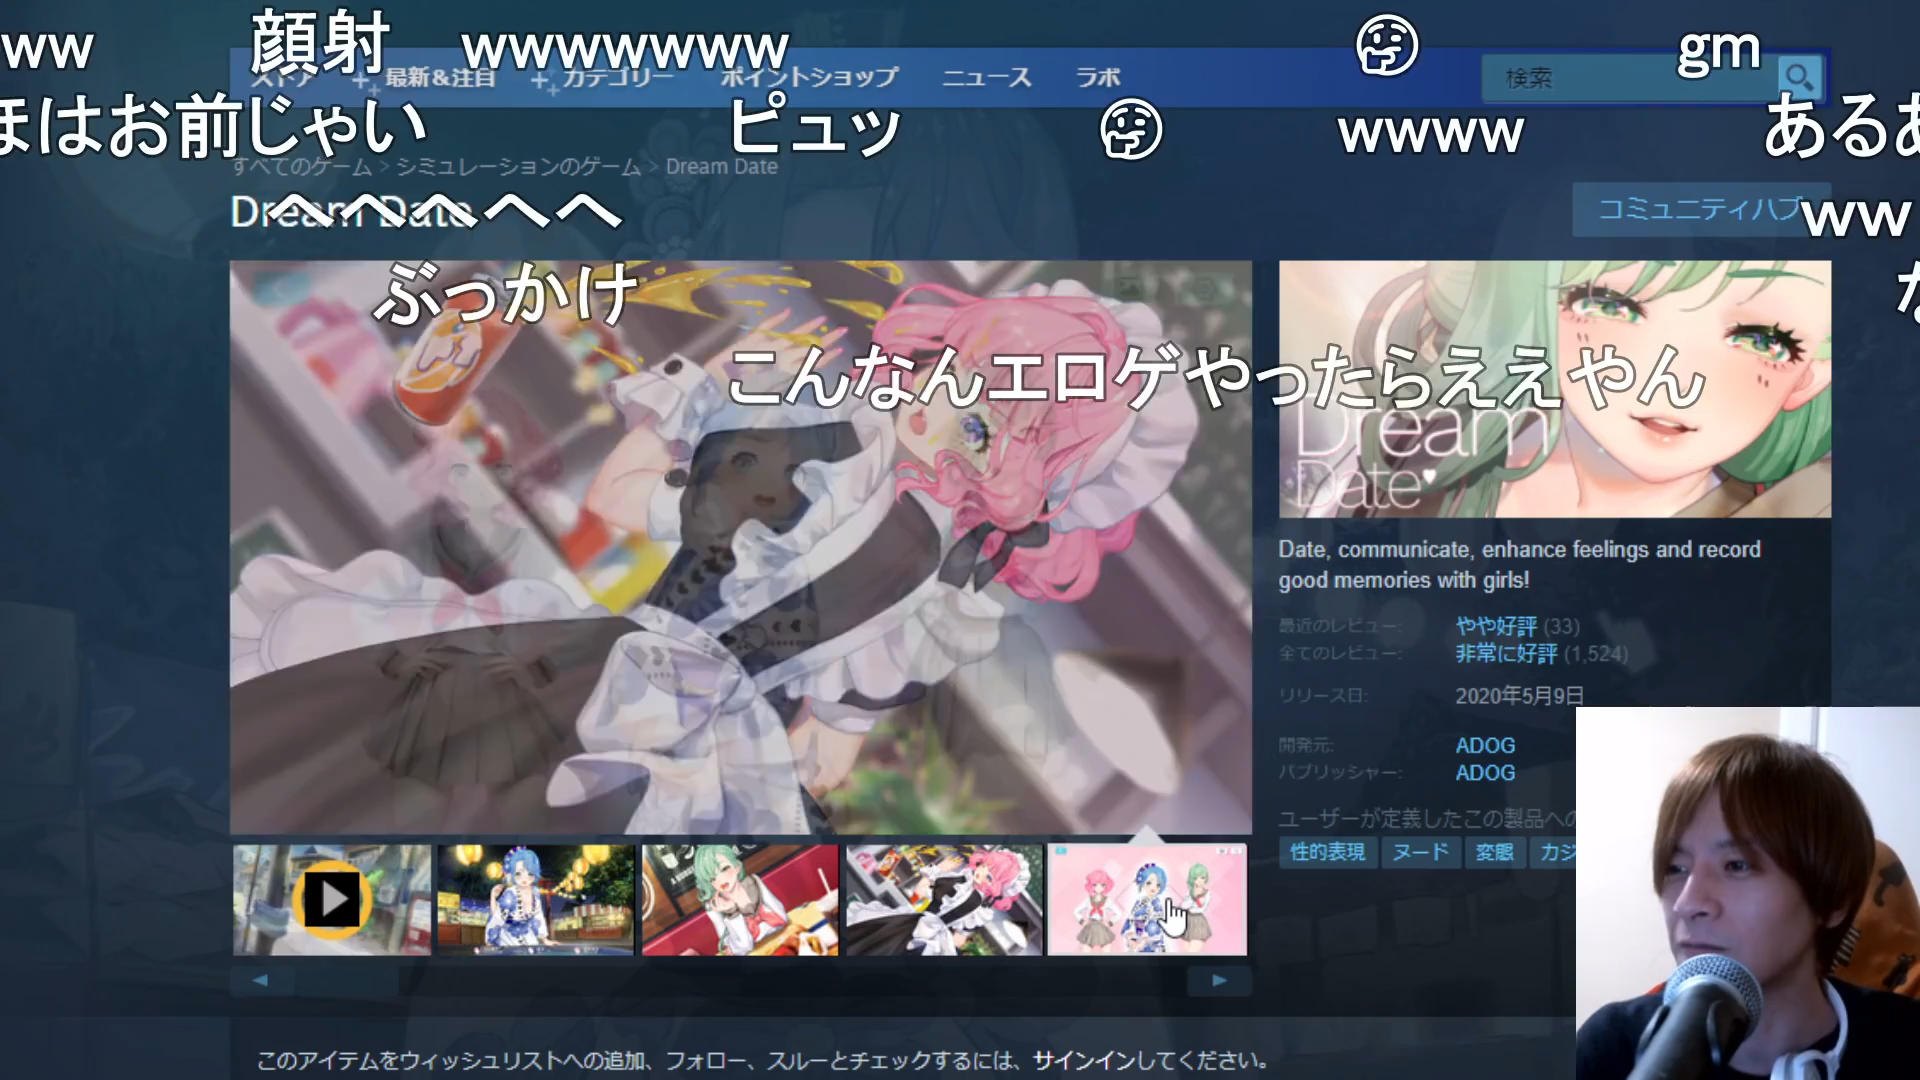 ww
顔射
wwwwwwww
gm
ストア
最新&注目
カテゴリー
ポイントショップ
ニュース
ラボ
検索
ほはお前じゃい
ピュッ
wwww
あるあ
すべてのゲーム > シミュレーションのゲーム > Dream Date
Dream Date
へへへへへ
コミュニティハブ
ww
ぶっかけ
な
こんなんエロゲやったらええやん
Dream
Date
Date, communicate, enhance feelings and record
good memories with girls!
最近のレビュー: やや好評 (33)
全てのレビュー: 非常に好評 (1,524)
リリース日: 2020年5月9日
開発元: ADOG
パブリッシャー: ADOG
ユーザーが定義したこの製品への
性的表現 ヌード 変態 カジ
このアイテムをウィッシュリストへの追加、フォロー、スルーとチェックするには、サインインしてください。